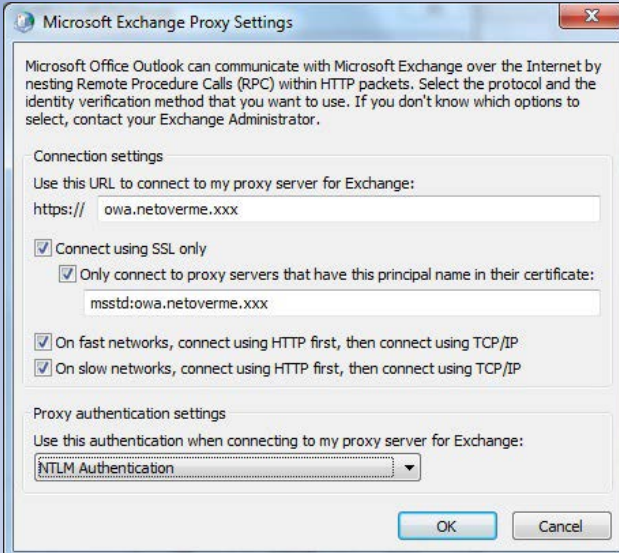 Microsoft Exchange Proxy Settings
Microsoft Office Outlook can communicate with Microsoft Exchange over the Internet by
nesting Remote Procedure Calls (RPC) within HTTP packets. Select the protocol and the
identity verification method that you want to use. If you don't know which options to
select, contact your Exchange Administrator.
Connection settings
Use this URL to connect to my proxy server for Exchange:
https:// owa.netoverme.xxx
Connect using SSL only
Only connect to proxy servers that have this principal name in their certificate:
msstd:owa.netoverme.xxx
On fast networks, connect using HTTP first, then connect using TCP/IP
On slow networks, connect using HTTP first, then connect using TCP/IP
Proxy authentication settings
Use this authentication when connecting to my proxy server for Exchange:
NTLM Authentication
OK Cancel